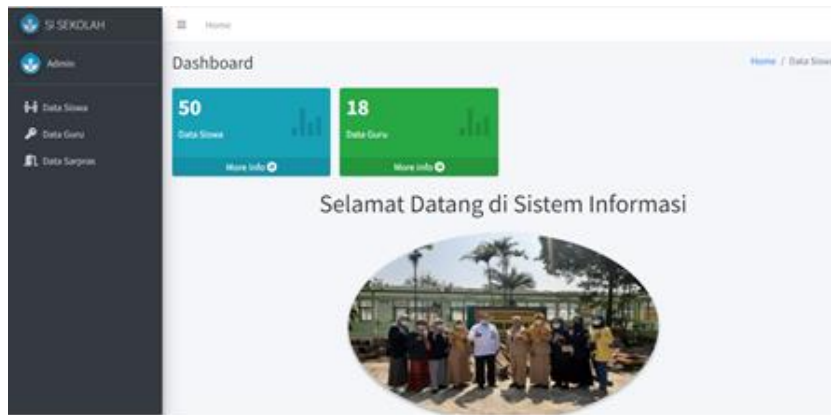 SI SEKOLAH
Home
Admin
Dashboard
Home / Data Siswa
50
Data Siswa
More info
18
Data Guru
More info
Data Siswa
Data Guru
Data Sarpras
Selamat Datang di Sistem Informasi